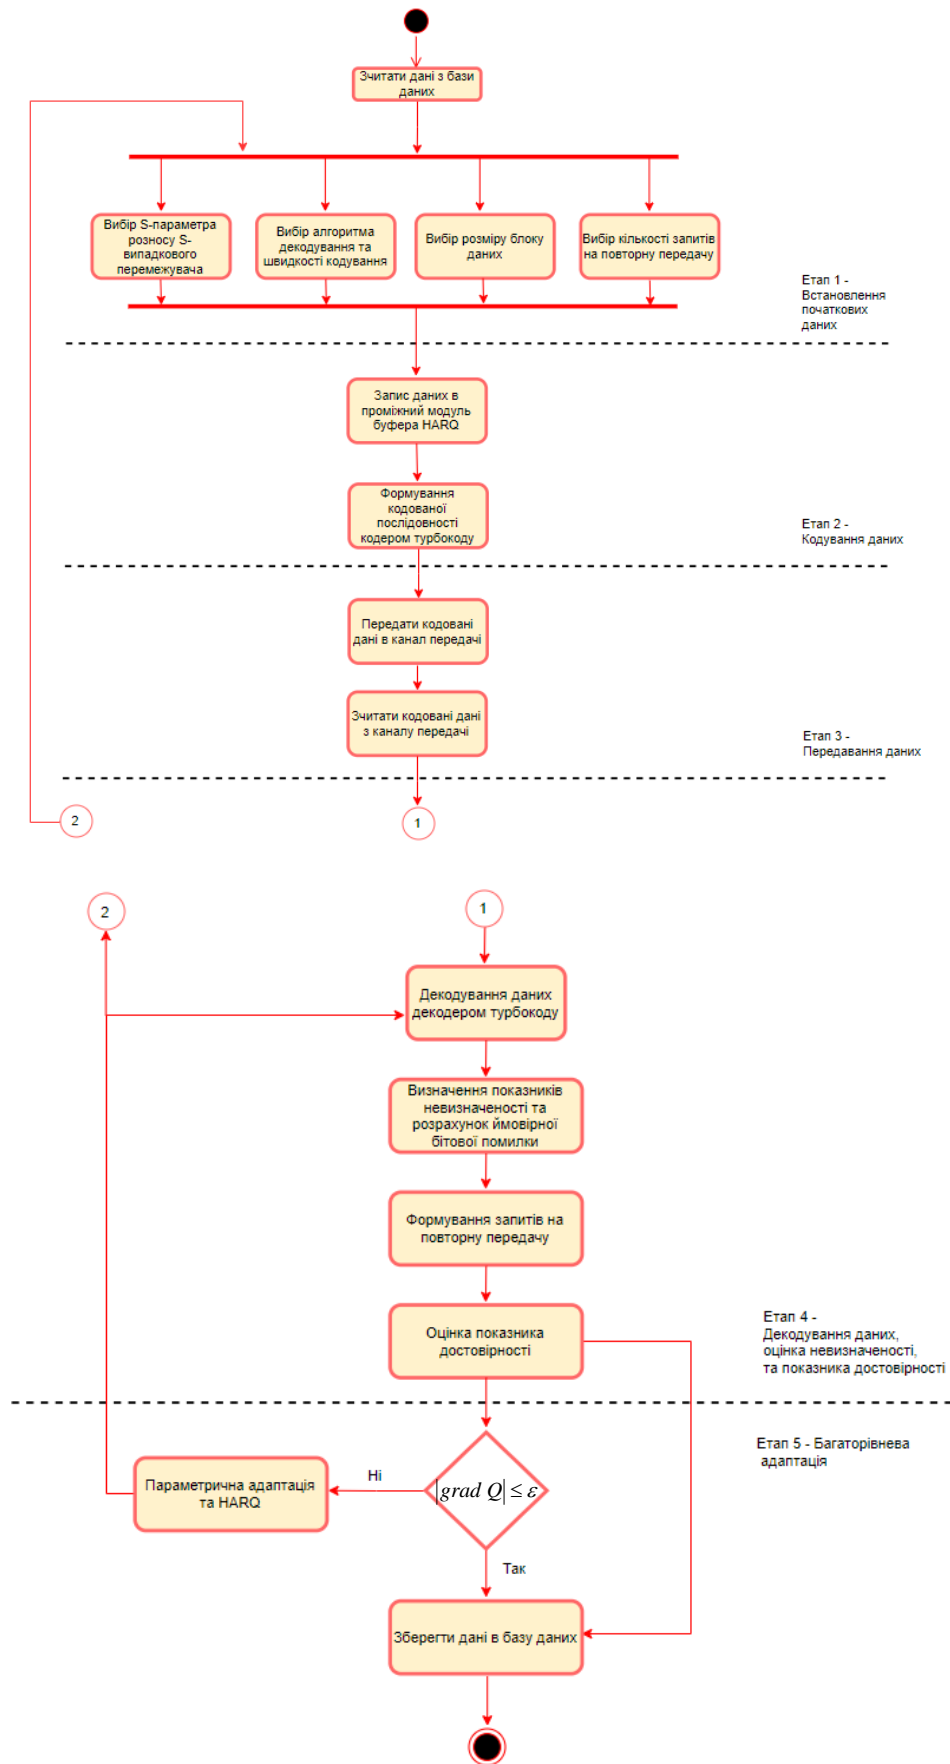 Зчитати дані з бази
даних
Вибір S-параметра
розносу S-
випадкового
перемежувача
Вибір алгоритма
декодування та
швидкості кодування
Вибір розміру блоку
даних
Вибір кількості запитів
на повторну передачу
Етап 1 -
Встановлення
початкових
даних
Запис даних в
проміжний модуль
буфера HARQ
Формування
кодованої
послідовності
кодером турбокоду
Етап 2 -
Кодування даних
Передати кодовані
дані в канал передачі
Зчитати кодовані дані
з каналу передачі
Етап 3 -
Передавання даних
2
1
2
1
Декодування даних
декодером турбокоду
Визначення показників
невизначеності та
розрахунок ймовірної
бітової помилки
Формування запитів на
повторну передачу
Оцінка показника
достовірності
Етап 4 -
Декодування даних,
оцінка невизначеності,
та показника достовірності
Етап 5 - Багаторівнева
адаптація
Параметрична адаптація
та HARQ
Ні
|grad Q| ≤ ε
Так
Зберегти дані в базу даних